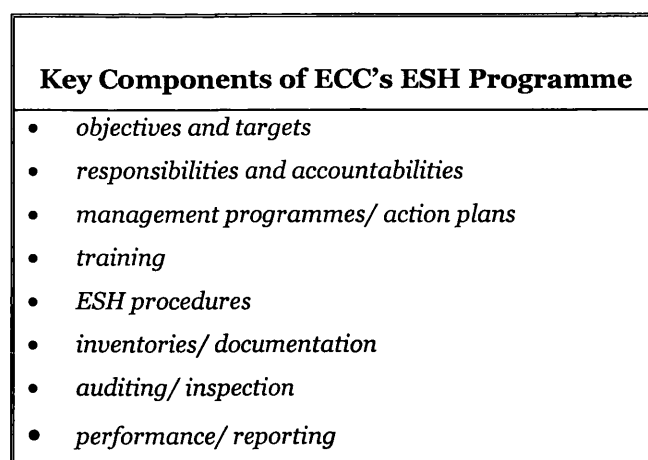 Key Components of ECC's ESH Programme
• objectives and targets
• responsibilities and accountabilities
• management programmes/ action plans
• training
• ESH procedures
• inventories/ documentation
• auditing/ inspection
• performance/ reporting